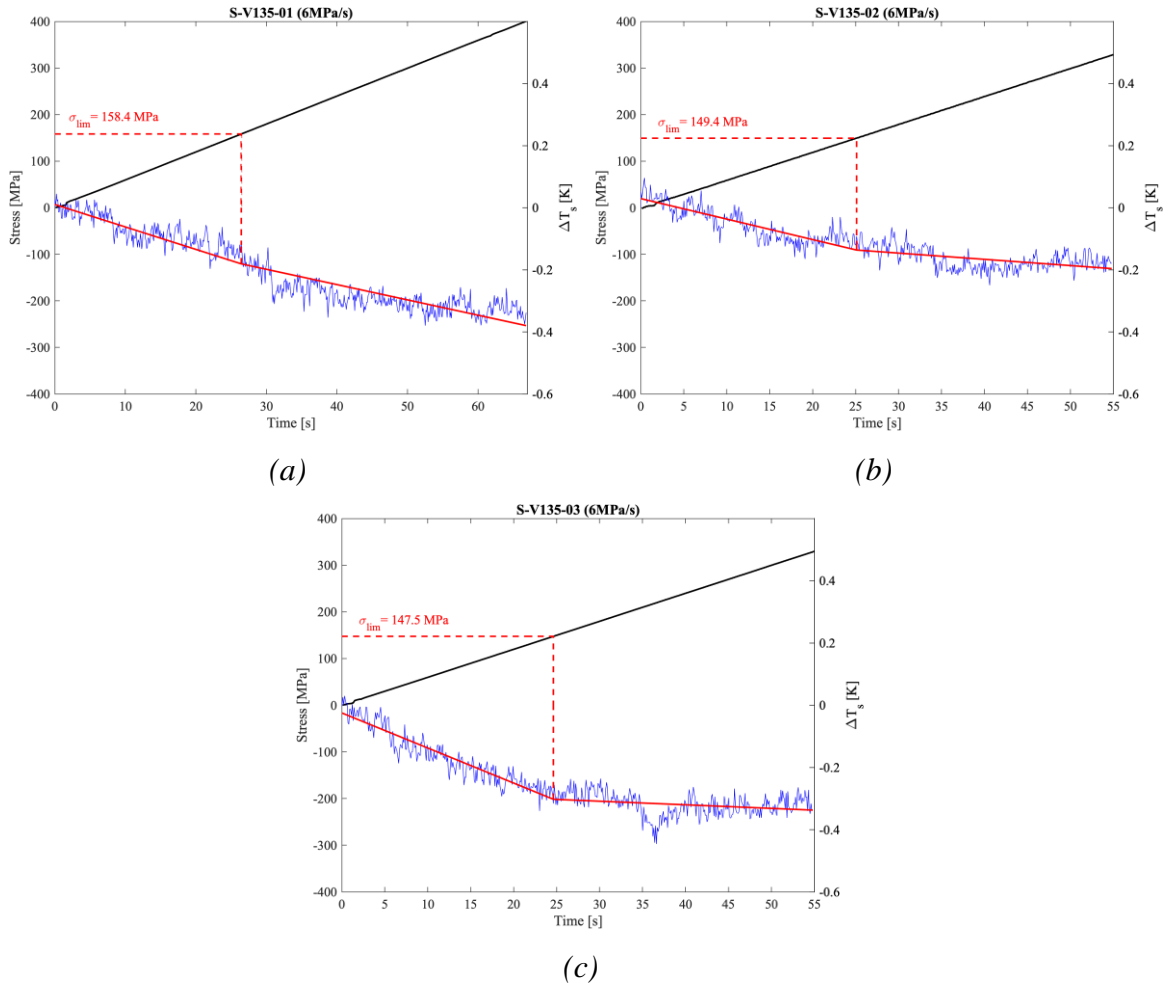 S-V135-01 (6MPa/s)
400
300
200
100
0
-100
-200
-300
-400
Stress [MPa]
σlim= 158.4 MPa
0.4
0.2
0
-0.2
-0.4
-0.6
ΔTs [K]
0 10 20 30 40 50 60
Time [s]
(a)
S-V135-02 (6MPa/s)
400
300
200
100
0
-100
-200
-300
-400
Stress [MPa]
σlim= 149.4 MPa
0.4
0.2
0
-0.2
-0.4
-0.6
ΔTs [K]
0 5 10 15 20 25 30 35 40 45 50 55
Time [s]
(b)
S-V135-03 (6MPa/s)
400
300
200
100
0
-100
-200
-300
-400
Stress [MPa]
σlim= 147.5 MPa
0.4
0.2
0
-0.2
-0.4
-0.6
ΔTs [K]
0 5 10 15 20 25 30 35 40 45 50 55
Time [s]
(c)